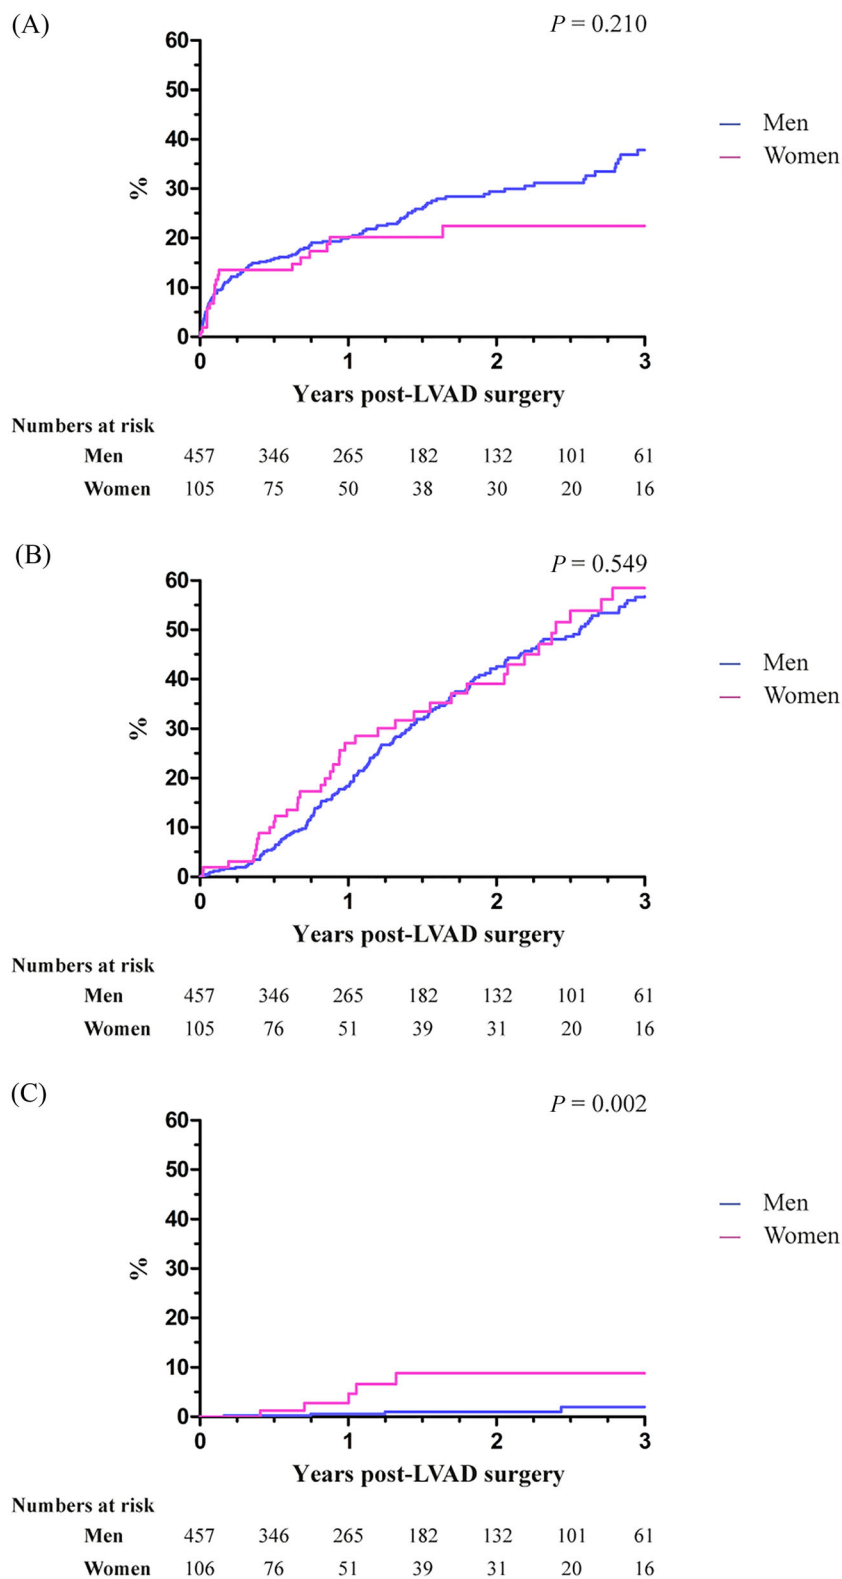 (A)
P = 0.210
60
50
40
30
20
10
0
%
0 1 2 3
Years post-LVAD surgery
Men
Women
Numbers at risk
Men 457 346 265 182 132 101 61
Women 105 75 50 38 30 20 16
(B)
P = 0.549
60
50
40
30
20
10
0
%
0 1 2 3
Years post-LVAD surgery
Men
Women
Numbers at risk
Men 457 346 265 182 132 101 61
Women 105 76 51 39 31 20 16
(C)
P = 0.002
60
50
40
30
20
10
0
%
0 1 2 3
Years post-LVAD surgery
Men
Women
Numbers at risk
Men 457 346 265 182 132 101 61
Women 106 76 51 39 31 20 16